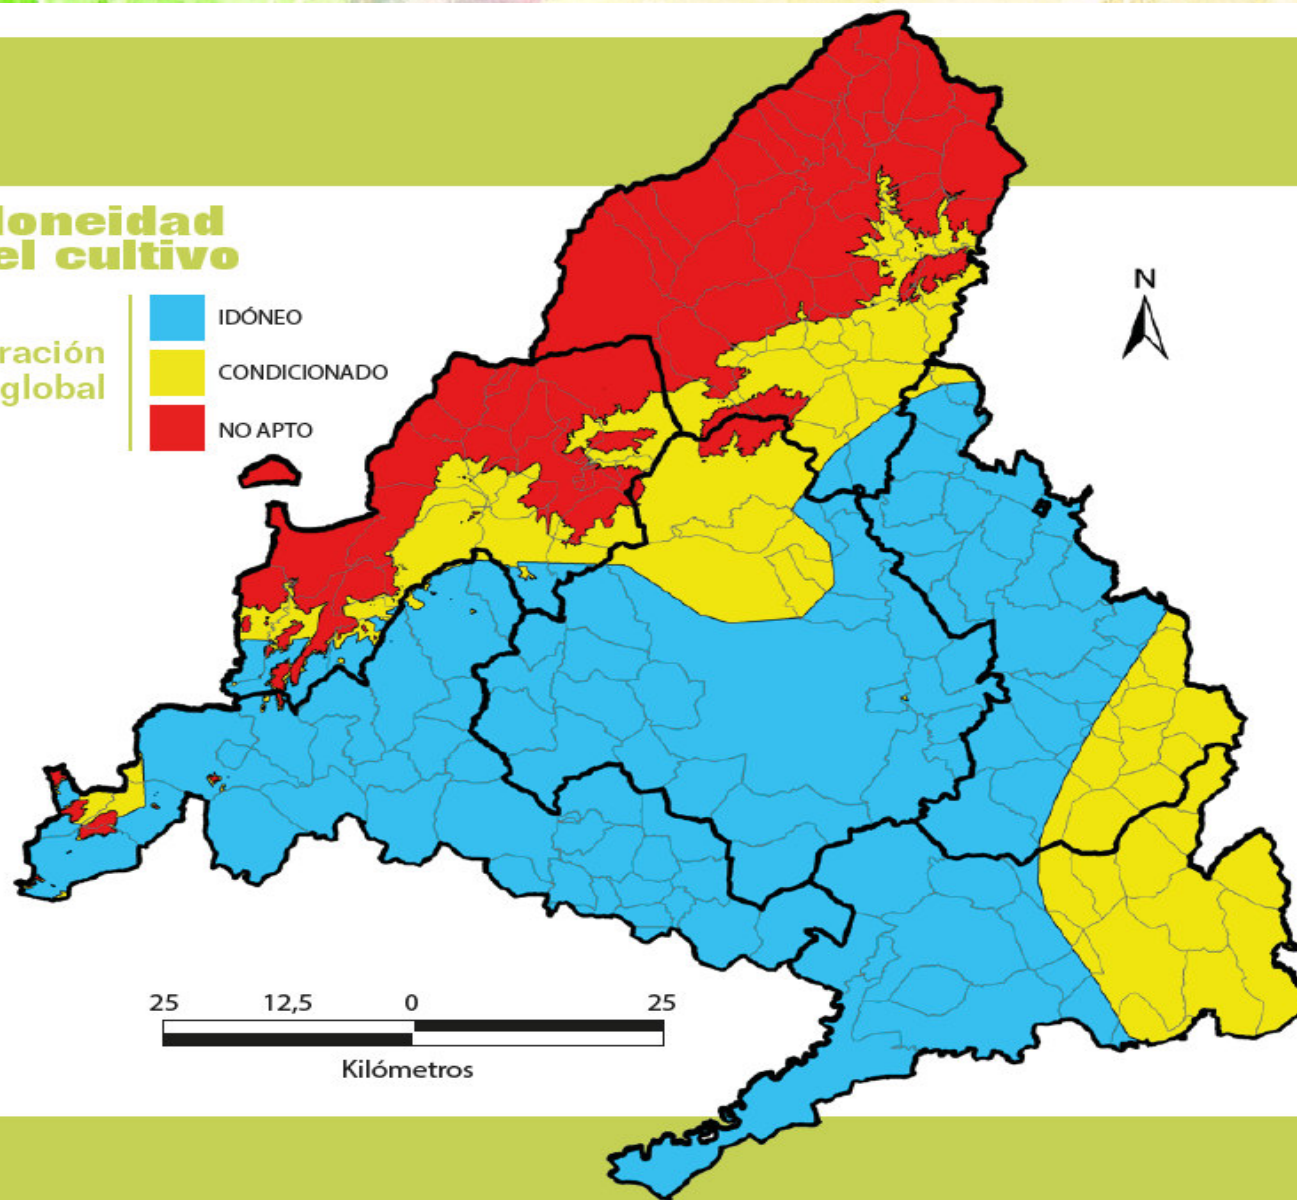 loneidad
el cultivo
ración
global
IDÓNEO
CONDICIONADO
NO APTO
N
25 12,5 0 25
Kilómetros